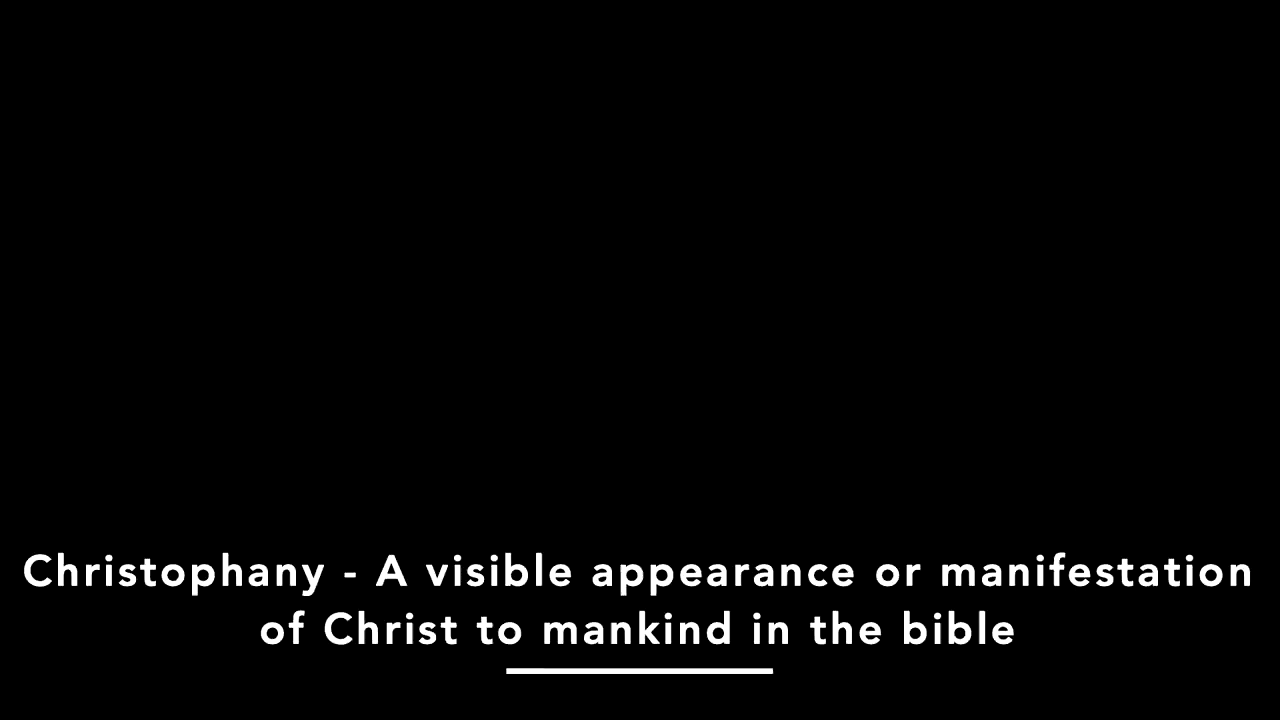 Christophany - A visible appearance or manifestation
of Christ to mankind in the bible